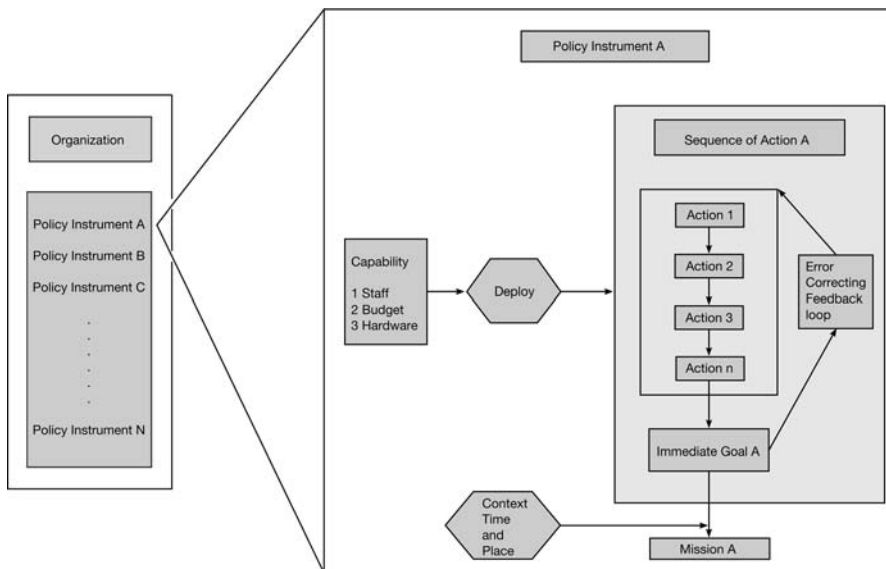 Policy Instrument A
Organization
Policy Instrument A
Policy Instrument B
Policy Instrument C
.
.
.
.
.
.
Policy Instrument N
Capability
1 Staff
2 Budget
3 Hardware
Deploy
Sequence of Action A
Action 1
Action 2
Action 3
Action n
Error
Correcting
Feedback
loop
Immediate Goal A
Context
Time
and
Place
Mission A